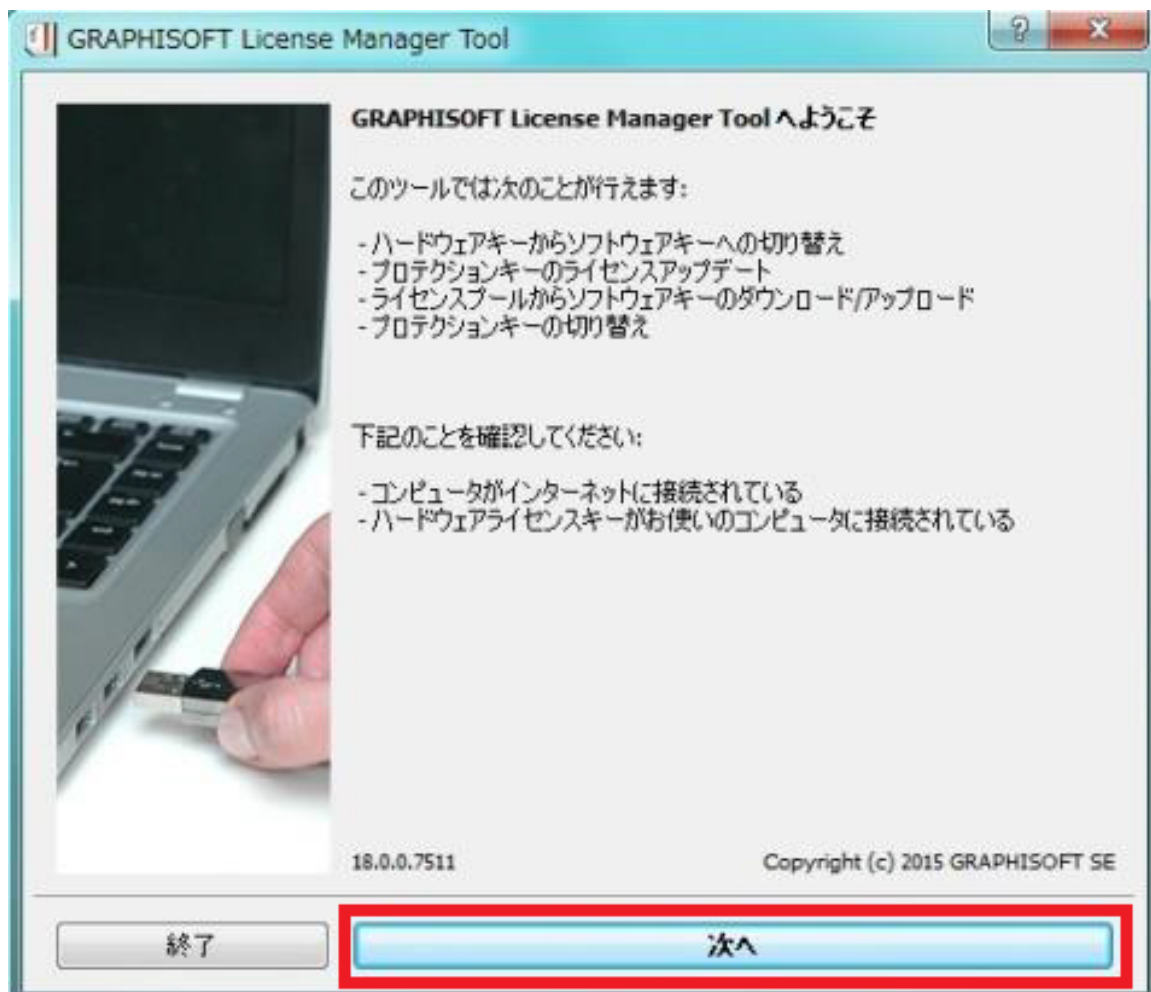 GRAPHISOFT License Manager Tool
GRAPHISOFT License Manager Tool へようこそ
このツールでは次のことが行えます:
- ハードウェアキーからソフトウェアキーへの切り替え
- プロテクションキーのライセンスアップデート
- ライセンスプールからソフトウェアキーのダウンロード/アップロード
- プロテクションキーの切り替え
下記のことを確認してください:
- コンピュータがインターネットに接続されている
- ハードウェアライセンスキーがお使いのコンピュータに接続されている
18.0.0.7511 Copyright (c) 2015 GRAPHISOFT SE
終了 次へ